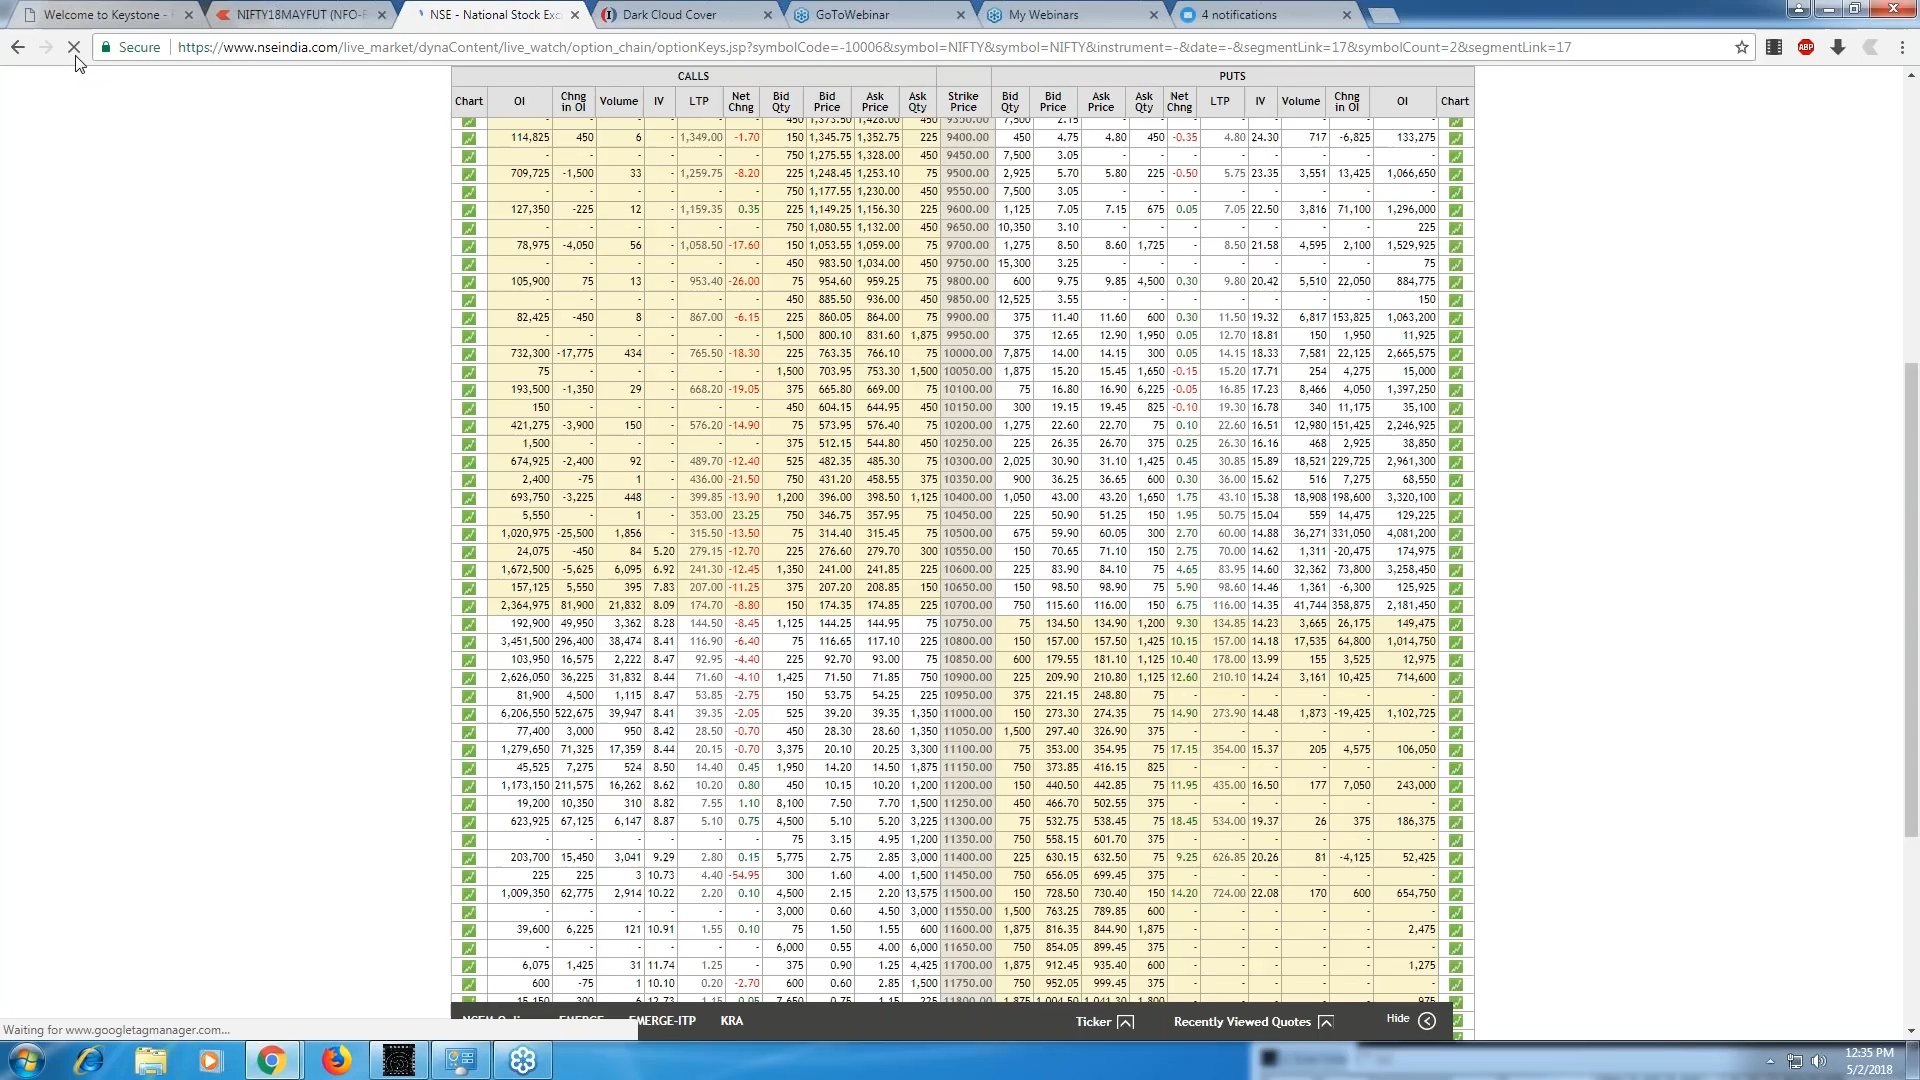 Welcome to Keystone - F
NIFTY18MAYFUT (NFO-F
NSE - National Stock Exc
Dark Cloud Cover
GoToWebinar
My Webinars
4 notifications
Secure https://www.nseindia.com/live_market/dynaContent/live_watch/option_chain/optionKeys.jsp?symbolCode=-10006&symbol=NIFTY&symbol=NIFTY&instrument=-&date=-&segmentLink=17&symbolCount=2&segmentLink=17
ABP
CALLS PUTS
Chart OI Chng in OI Volume IV LTP Net Chng Bid Qty Bid Price Ask Price Ask Qty Strike Price Bid Qty Bid Price Ask Price Ask Qty Net Chng LTP IV Volume Chng in OI OI Chart
- - - - - - 450 1,373.50 1,428.00 450 9350.00 7,500 2.15 - - - - - - - -
114,825 450 6 - 1,349.00 -1.70 150 1,345.75 1,352.75 225 9400.00 450 4.75 4.80 450 -0.35 4.80 24.30 717 -6,825 133,275
- - - - - - 750 1,275.55 1,328.00 450 9450.00 7,500 3.05 - - - - - - - -
709,725 -1,500 33 - 1,259.75 -8.20 225 1,248.45 1,253.10 75 9500.00 2,925 5.70 5.80 225 -0.50 5.75 23.35 3,551 13,425 1,066,650
- - - - - - 750 1,177.55 1,230.00 450 9550.00 7,500 3.05 - - - - - - - -
127,350 -225 12 - 1,159.35 0.35 225 1,149.25 1,156.30 225 9600.00 1,125 7.05 7.15 675 0.05 7.05 22.50 3,816 71,100 1,296,000
- - - - - - 750 1,080.55 1,132.00 450 9650.00 10,350 3.10 - - - - - - - 225
78,975 -4,050 56 - 1,058.50 -17.60 150 1,053.55 1,059.00 75 9700.00 1,275 8.50 8.60 1,725 - 8.50 21.58 4,595 2,100 1,529,925
- - - - - - 450 983.50 1,034.00 450 9750.00 15,300 3.25 - - - - - - - 75
105,900 75 13 - 953.40 -26.00 75 954.60 959.25 75 9800.00 600 9.75 9.85 4,500 0.30 9.80 20.42 5,510 22,050 884,775
- - - - - - 450 885.50 936.00 450 9850.00 12,525 3.55 - - - - - - - 150
82,425 -450 8 - 867.00 -6.15 225 860.05 864.00 75 9900.00 375 11.40 11.60 600 0.30 11.50 19.32 6,817 153,825 1,063,200
- - - - - - 1,500 800.10 831.60 1,875 9950.00 375 12.65 12.90 1,950 0.05 12.70 18.81 150 1,950 11,925
732,300 -17,775 434 - 765.50 -18.30 225 763.35 766.10 75 10000.00 7,875 14.00 14.15 300 0.05 14.15 18.33 7,581 22,125 2,665,575
75 - - - - - 1,500 703.95 753.30 1,500 10050.00 1,875 15.20 15.45 1,650 -0.15 15.20 17.71 254 4,275 15,000
193,500 -1,350 29 - 668.20 -19.05 375 665.80 669.00 75 10100.00 75 16.80 16.90 6,225 -0.05 16.85 17.23 8,466 4,050 1,397,250
150 - - - - - 450 604.15 644.95 450 10150.00 300 19.15 19.45 825 -0.10 19.30 16.78 340 11,175 35,100
421,275 -3,900 150 - 576.20 -14.90 75 573.95 576.40 75 10200.00 1,275 22.60 22.70 75 0.10 22.60 16.51 12,980 151,425 2,246,925
1,500 - - - - - 375 512.15 544.80 450 10250.00 225 26.35 26.70 375 0.25 26.30 16.16 468 2,925 38,850
674,925 -2,400 92 - 489.70 -12.40 525 482.35 485.30 75 10300.00 2,025 30.90 31.10 1,425 0.45 30.85 15.89 18,521 229,725 2,961,300
2,400 -75 1 - 436.00 -21.50 750 431.20 458.55 375 10350.00 900 36.25 36.65 600 0.30 36.00 15.62 516 7,275 68,550
693,750 -3,225 448 - 399.85 -13.90 1,200 396.00 398.50 1,125 10400.00 1,050 43.00 43.20 1,650 1.75 43.10 15.38 18,908 198,600 3,320,100
5,550 - 1 - 353.00 23.25 750 346.75 357.95 75 10450.00 225 50.90 51.25 150 1.95 50.75 15.04 559 14,475 129,225
1,020,975 -25,500 1,856 - 315.50 -13.50 75 314.40 315.45 75 10500.00 675 59.90 60.05 300 2.70 60.00 14.88 36,271 331,050 4,081,200
24,075 -450 84 5.20 279.15 -12.70 225 276.60 279.70 300 10550.00 150 70.65 71.10 150 2.75 70.00 14.62 1,311 -20,475 174,975
1,672,500 -5,625 6,095 6.92 241.30 -12.45 1,350 241.00 241.85 225 10600.00 225 83.90 84.10 75 4.65 83.95 14.60 32,362 73,800 3,258,450
157,125 5,550 395 7.83 207.00 -11.25 375 207.20 208.85 150 10650.00 150 98.50 98.90 75 5.90 98.60 14.46 1,361 -6,300 125,925
2,364,975 81,900 21,832 8.09 174.70 -8.80 150 174.35 174.85 225 10700.00 750 115.60 116.00 150 6.75 116.00 14.35 41,744 358,875 2,181,450
192,900 49,950 3,362 8.28 144.50 -8.45 1,125 144.25 144.95 75 10750.00 75 134.50 134.90 1,200 9.30 134.85 14.23 3,665 26,175 149,475
3,451,500 296,400 38,474 8.41 116.90 -6.40 75 116.65 117.10 225 10800.00 150 157.00 157.50 1,425 10.15 157.00 14.18 17,535 64,800 1,014,750
103,950 16,575 2,222 8.47 92.95 -4.40 225 92.70 93.00 75 10850.00 600 179.55 181.10 1,125 10.40 178.00 13.99 155 3,525 12,975
2,626,050 36,225 31,832 8.44 71.60 -4.10 1,425 71.50 71.85 750 10900.00 225 209.90 210.80 1,125 12.60 210.10 14.24 3,161 10,425 714,600
81,900 4,500 1,115 8.47 53.85 -2.75 150 53.75 54.25 225 10950.00 375 221.15 248.80 75 - - - - - -
6,206,550 522,675 39,947 8.41 39.35 -2.05 525 39.20 39.35 1,350 11000.00 150 273.30 274.35 75 14.90 273.90 14.48 1,873 -19,425 1,102,725
77,400 3,000 950 8.42 28.50 -0.70 450 28.30 28.60 1,350 11050.00 1,500 297.40 326.90 375 - - - - - -
1,279,650 71,325 17,359 8.44 20.15 -0.70 3,375 20.10 20.25 3,300 11100.00 75 353.00 354.95 75 17.15 354.00 15.37 205 4,575 106,050
45,525 7,275 524 8.50 14.40 0.45 1,950 14.20 14.50 1,875 11150.00 750 373.85 416.15 825 - - - - - -
1,173,150 211,575 16,262 8.62 10.20 0.80 450 10.15 10.20 1,200 11200.00 150 440.50 442.85 75 11.95 435.00 16.50 177 7,050 243,000
19,200 10,350 310 8.82 7.55 1.10 8,100 7.50 7.70 1,500 11250.00 450 466.70 502.55 375 - - - - - -
623,925 67,125 6,147 8.87 5.10 0.75 4,500 5.10 5.20 3,225 11300.00 75 532.75 538.45 75 18.45 534.00 19.37 26 375 186,375
- - - - - - 75 3.15 4.95 1,200 11350.00 750 558.15 601.70 375 - - - - - -
203,700 15,450 3,041 9.29 2.80 0.15 5,775 2.75 2.85 3,000 11400.00 225 630.15 632.50 75 9.25 626.85 20.26 81 -4,125 52,425
225 225 3 10.73 4.40 -54.95 300 1.60 4.00 1,500 11450.00 750 656.05 699.45 375 - - - - - -
1,009,350 62,775 2,914 10.22 2.20 0.10 4,500 2.15 2.20 13,575 11500.00 150 728.50 730.40 150 14.20 724.00 22.08 170 600 654,750
- - - - - - 3,000 0.60 4.50 3,000 11550.00 1,500 763.25 789.85 600 - - - - - -
39,600 6,225 121 10.91 1.55 0.10 75 1.50 1.55 600 11600.00 1,875 816.35 844.90 1,875 - - - - - 2,475
- - - - - - 6,000 0.55 4.00 6,000 11650.00 750 854.05 899.45 375 - - - - - -
6,075 1,425 31 11.74 1.25 - 375 0.90 1.25 4,425 11700.00 1,875 912.45 935.40 600 - - - - - 1,275
600 -75 1 10.10 0.20 -2.70 600 0.60 2.85 1,500 11750.00 750 952.05 999.45 375 - - - - - -
15,150 300 6 12.73 1.15 0.05 7,650 0.75 1.15 225 11800.00 1,875 1,004.50 1,041.30 1,800 - - - - - 975
EMERGE EMERGE-ITP KRA Ticker Recently Viewed Quotes Hide
Waiting for www.googletagmanager.com...
12:35 PM
5/2/2018